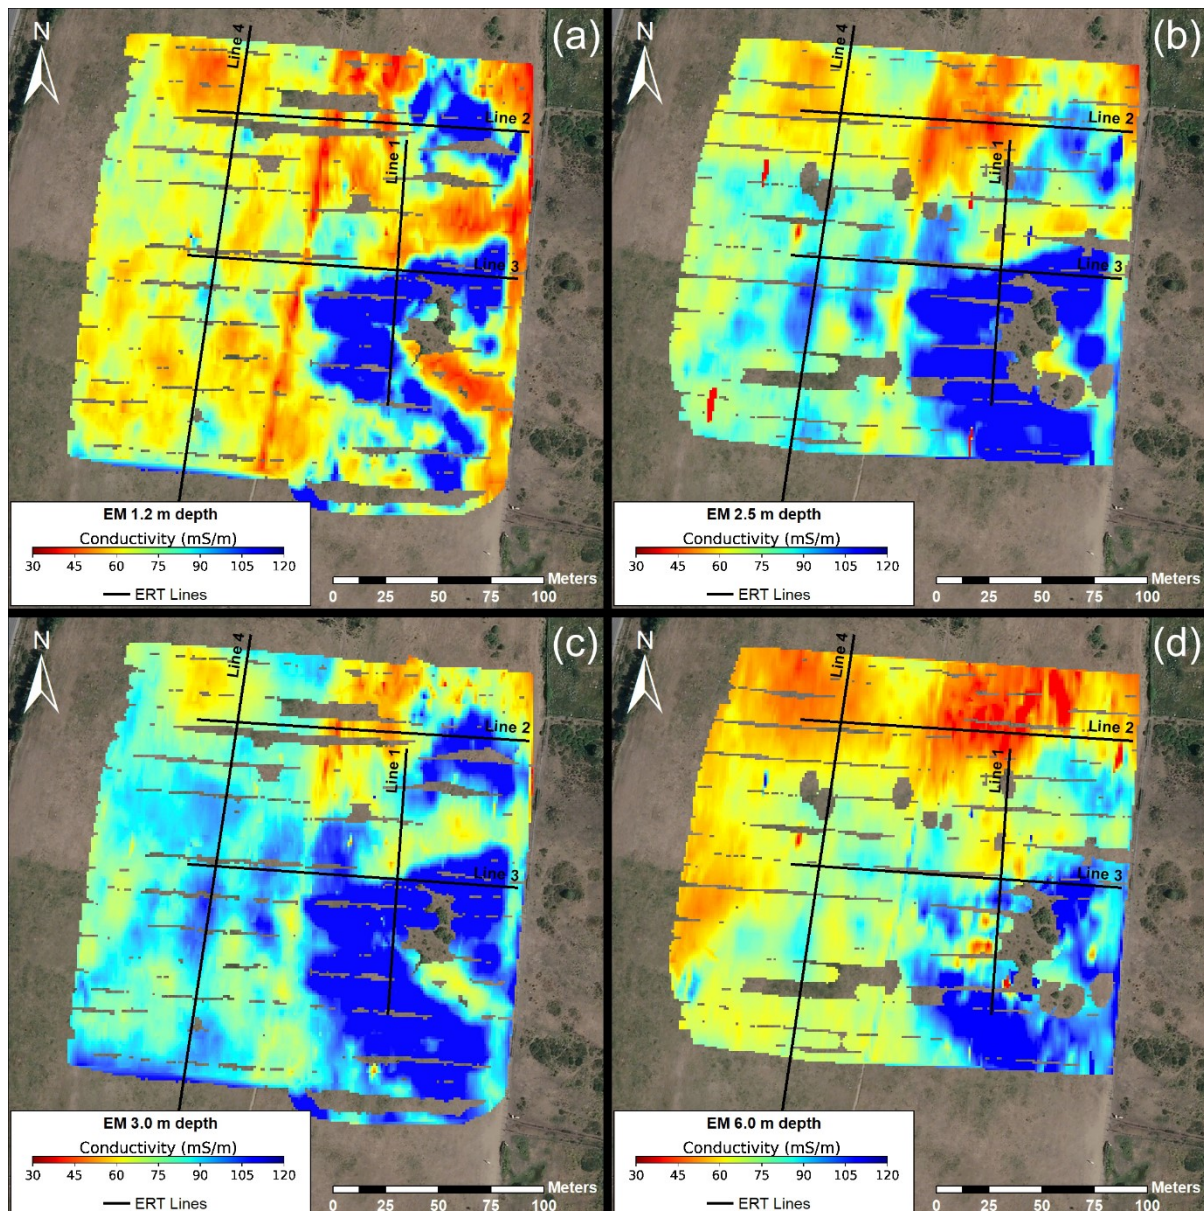 N
Line 4
(a)
Line 2
Line 1
Line 3
EM 1.2 m depth
Conductivity (mS/m)
30 45 60 75 90 105 120
ERT Lines
Meters
0 25 50 75 100
N
Line 4
(b)
Line 2
Line 1
Line 3
EM 2.5 m depth
Conductivity (mS/m)
30 45 60 75 90 105 120
ERT Lines
Meters
0 25 50 75 100
N
Line 4
(c)
Line 2
Line 1
Line 3
EM 3.0 m depth
Conductivity (mS/m)
30 45 60 75 90 105 120
ERT Lines
Meters
0 25 50 75 100
N
Line 4
(d)
Line 2
Line 1
Line 3
EM 6.0 m depth
Conductivity (mS/m)
30 45 60 75 90 105 120
ERT Lines
Meters
0 25 50 75 100